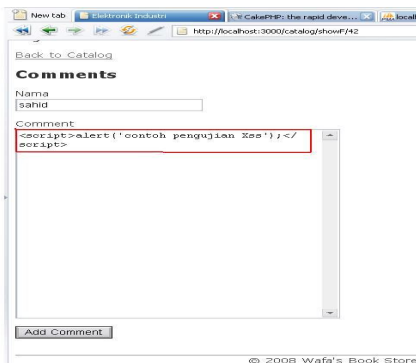 New tab
Elektronik Industri
CakePHP: the rapid deve...
local
http://localhost:3000/catalog/showP/42
Back to Catalog
Comments
Nama
sahid
Comment
<script>alert('contoh pengujian Xss');</
script>
Add Comment
© 2008 Wafa's Book Store